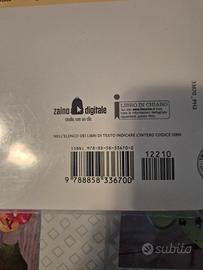 zaino digitale
studia con un clic
LIBRO IN CHIARO
NELL'ELENCO DEI LIBRI DI TESTO INDICARE L'INTERO CODICE ISBN
ISBN: 978-88-58-33670-0
12210
9 788858 336700
subito